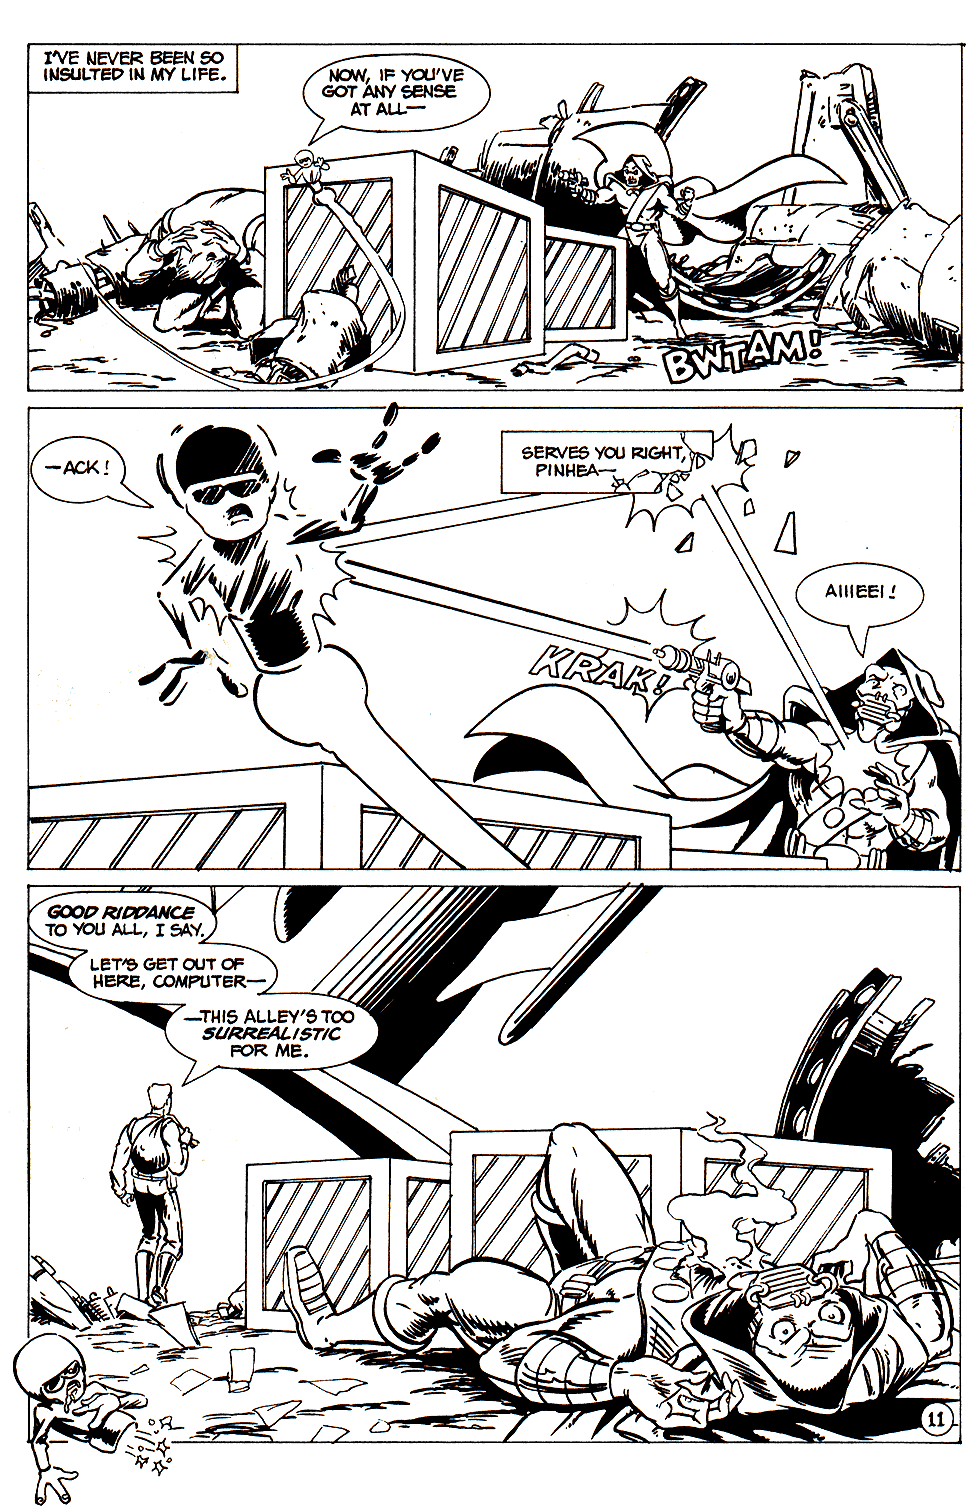 I'VE NEVER BEEN SO
INSULTED IN MY LIFE.
NOW, IF YOU'VE
GOT ANY SENSE
AT ALL—
BWTAM!
—ACK!
SERVES YOU RIGHT,
PINHEA—
AIIIEEI!
KRAK!
GOOD RIDDANCE
TO YOU ALL, I SAY.
LET'S GET OUT OF
HERE, COMPUTER—
—THIS ALLEY'S TOO
SURREALISTIC
FOR ME.
11